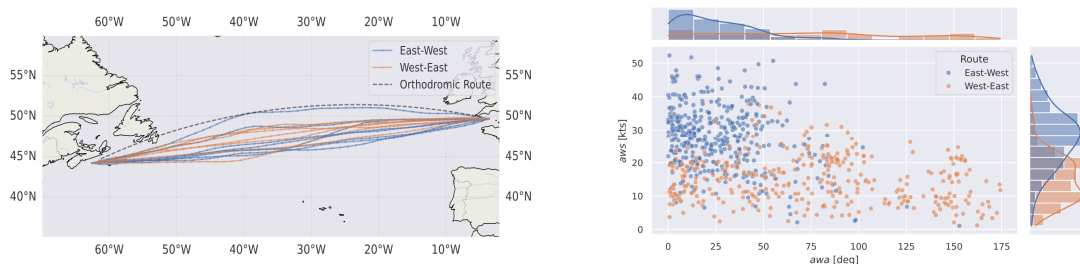 60°W 50°W 40°W 30°W 20°W 10°W
East-West
West-East
Orthodromic Route
55°N 55°N
50°N 50°N
45°N 45°N
40°N 40°N
60°W 50°W 40°W 30°W 20°W 10°W
Route
East-West
West-East
50
40
30
20
10
0
aws [kts]
0 25 50 75 100 125 150 175
awa [deg]